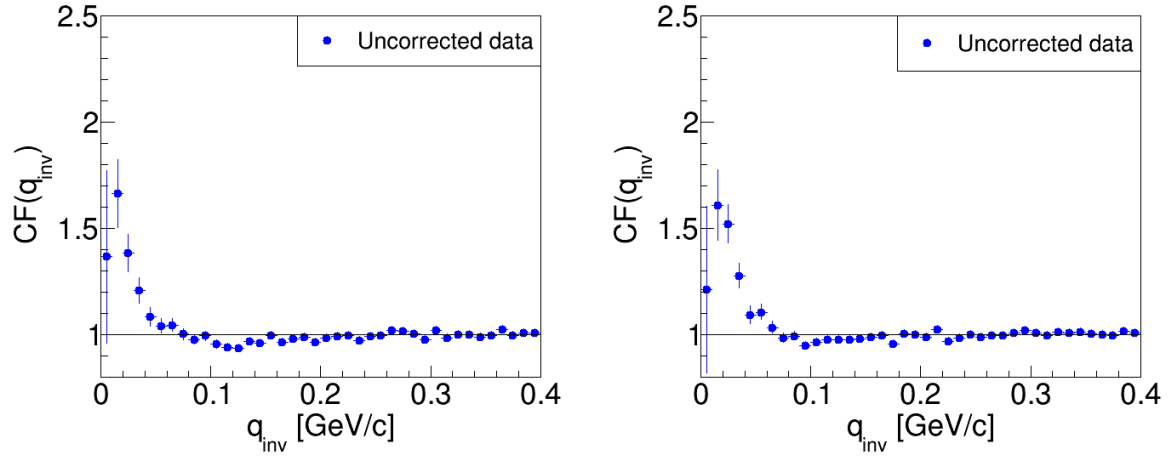 2.5
Uncorrected data
2
CF(q_inv)
1.5
1
0 0.1 0.2 0.3 0.4
q_inv [GeV/c]
2.5
Uncorrected data
2
CF(q_inv)
1.5
1
0 0.1 0.2 0.3 0.4
q_inv [GeV/c]